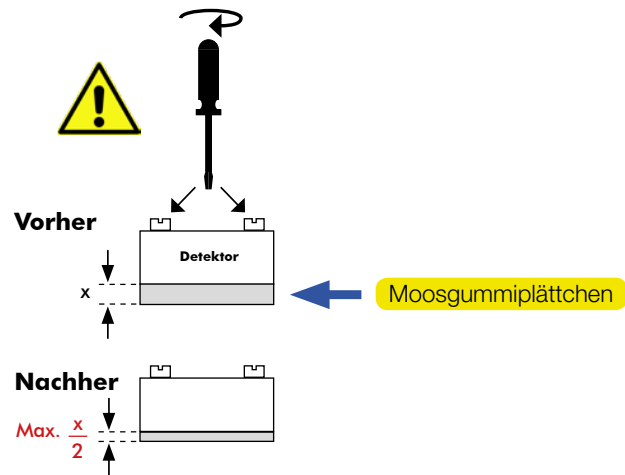 Vorher
Detektor
x
Moosgummiplättchen
Nachher
Max. x/2